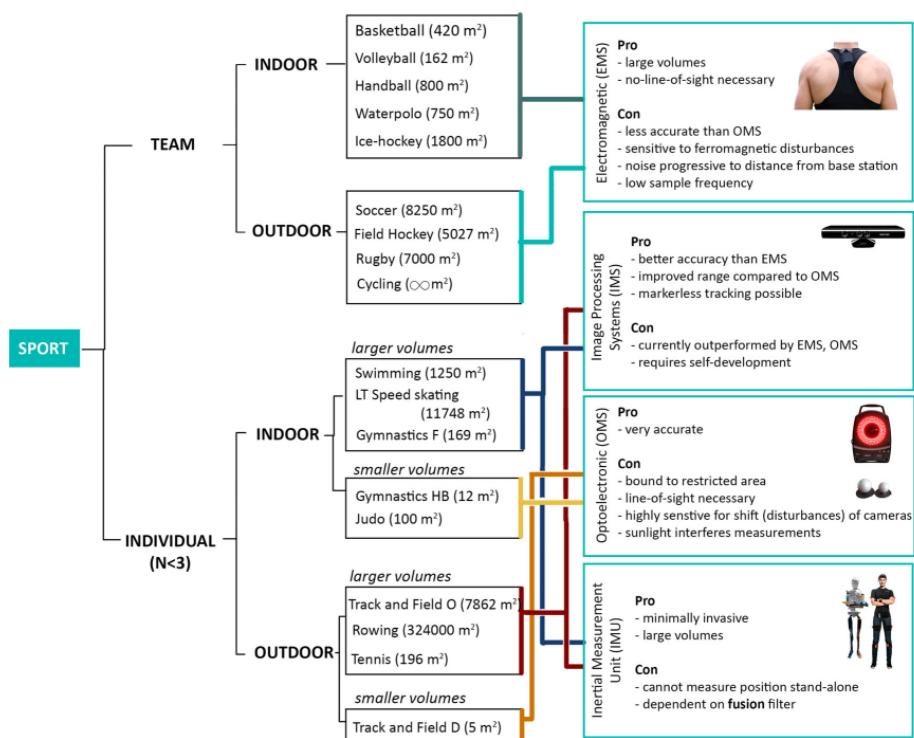 SPORT
TEAM
INDOOR
Basketball (420 m²)
Volleyball (162 m²)
Handball (800 m²)
Waterpolo (750 m²)
Ice-hockey (1800 m²)
OUTDOOR
Soccer (8250 m²)
Field Hockey (5027 m²)
Rugby (7000 m²)
Cycling (∞m²)
INDIVIDUAL
(N<3)
INDOOR
larger volumes
Swimming (1250 m²)
LT Speed skating
(11748 m²)
Gymnastics F (169 m²)
smaller volumes
Gymnastics HB (12 m²)
Judo (100 m²)
OUTDOOR
larger volumes
Track and Field O (7862 m²)
Rowing (324000 m²)
Tennis (196 m²)
smaller volumes
Track and Field D (5 m²)
Electromagnetic (EMS)
Pro
- large volumes
- no-line-of-sight necessary
Con
- less accurate than OMS
- sensitive to ferromagnetic disturbances
- noise progressive to distance from base station
- low sample frequency
Image Processing
Systems (IMS)
Pro
- better accuracy than EMS
- improved range compared to OMS
- markerless tracking possible
Con
- currently outperformed by EMS, OMS
- requires self-development
Optoelectronic (OMS)
Pro
- very accurate
Con
- bound to restricted area
- line-of-sight necessary
- highly senstive for shift (disturbances) of cameras
- sunlight interferes measurements
Inertial Measurement
Unit (IMU)
Pro
- minimally invasive
- large volumes
Con
- cannot measure position stand-alone
- dependent on fusion filter